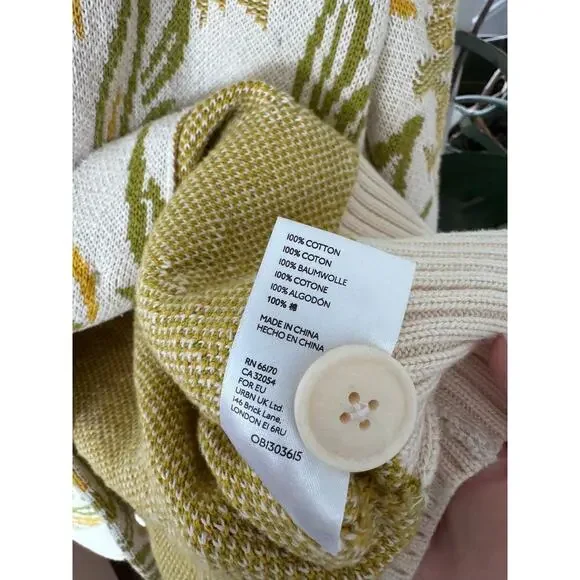 100% COTTON
100% COTON
100% BAUMWOLLE
100% COTONE
100% ALGODÓN
100% 棉
MADE IN CHINA
HECHO EN CHINA
RN 66170
CA 32054
FOR EU
URBN UK Ltd.
146 Brick Lane,
LONDON E1 6RU
OB1303615